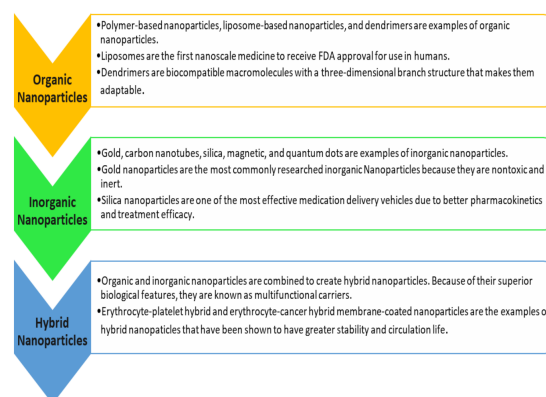 •Polymer-based nanoparticles, liposome-based nanoparticles, and dendrimers are examples of organic
nanoparticles.
•Liposomes are the first nanoscale medicine to receive FDA approval for use in humans.
•Dendrimers are biocompatible macromolecules with a three-dimensional branch structure that makes them
adaptable.
Organic
Nanoparticles
•Gold, carbon nanotubes, silica, magnetic, and quantum dots are examples of inorganic nanoparticles.
•Gold nanoparticles are the most commonly researched inorganic Nanoparticles because they are nontoxic and
inert.
•Silica nanoparticles are one of the most effective medication delivery vehicles due to better pharmacokinetics
and treatment efficacy.
Inorganic
Nanoparticles
•Organic and inorganic nanoparticles are combined to create hybrid nanoparticles. Because of their superior
biological features, they are known as multifunctional carriers.
•Erythrocyte-platelet hybrid and erythrocyte-cancer hybrid membrane-coated nanoparticles are the examples o
hybrid nanopaticles that have been shown to have greater stability and circulation life.
Hybrid
Nanoparticles